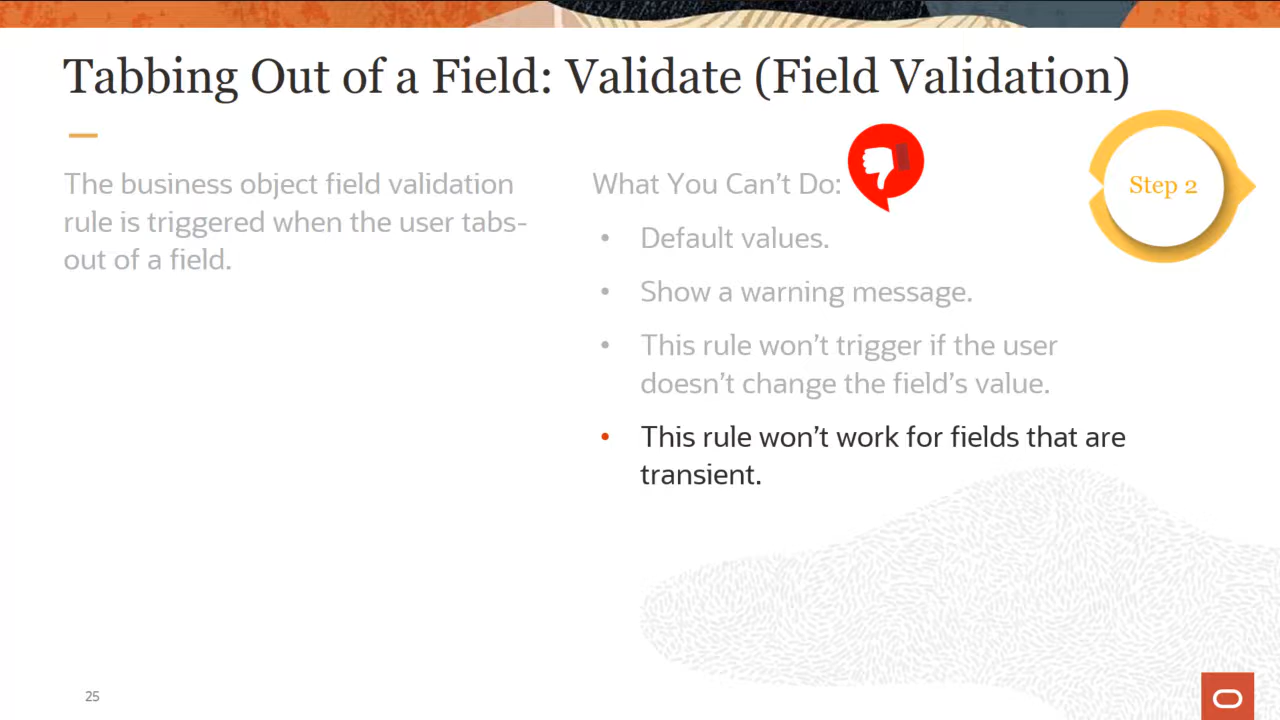 Tabbing Out of a Field: Validate (Field Validation)
The business object field validation
rule is triggered when the user tabs-
out of a field.
What You Can't Do:
• Default values.
• Show a warning message.
• This rule won't trigger if the user
doesn't change the field's value.
• This rule won't work for fields that are
transient.
Step 2
25